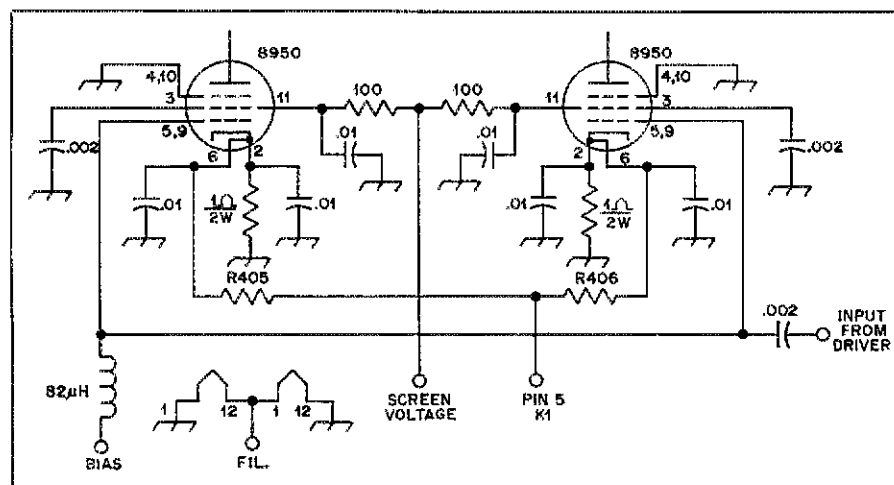 8950
8950
4,10
4,10
100
100
3
11
11
3
5,9
5,9
.01
.01
.002
.002
6
2
2
6
.01
1Ω
2W
.01
.01
1Ω
2W
.01
R405
R406
.002
INPUT
FROM
DRIVER
82µH
1
12
1
12
SCREEN
VOLTAGE
PIN 5
K1
BIAS
FIL.